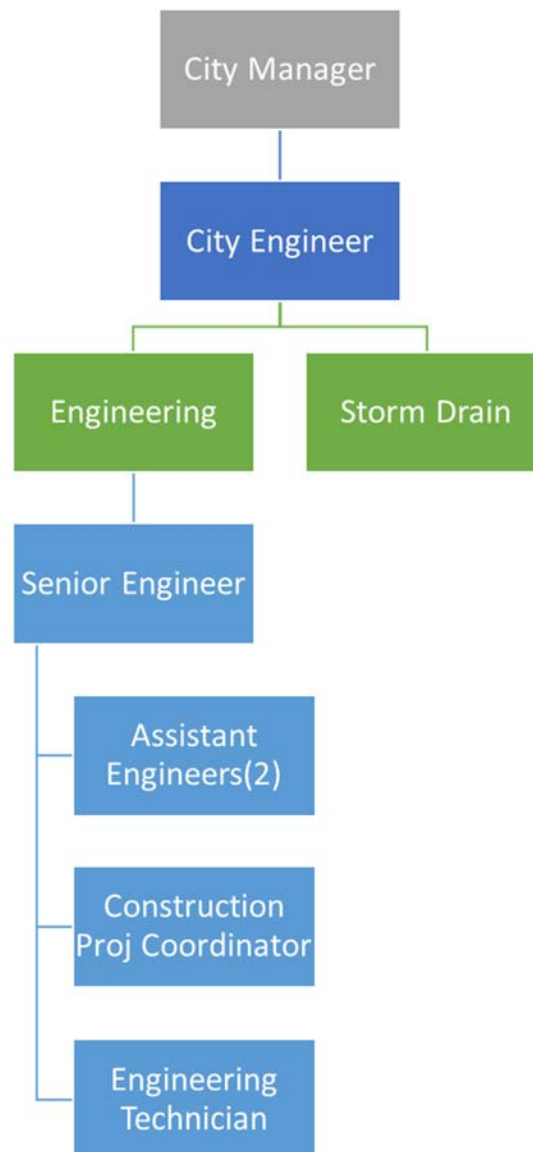 City Manager
City Engineer
Engineering
Storm Drain
Senior Engineer
Assistant
Engineers(2)
Construction
Proj Coordinator
Engineering
Technician